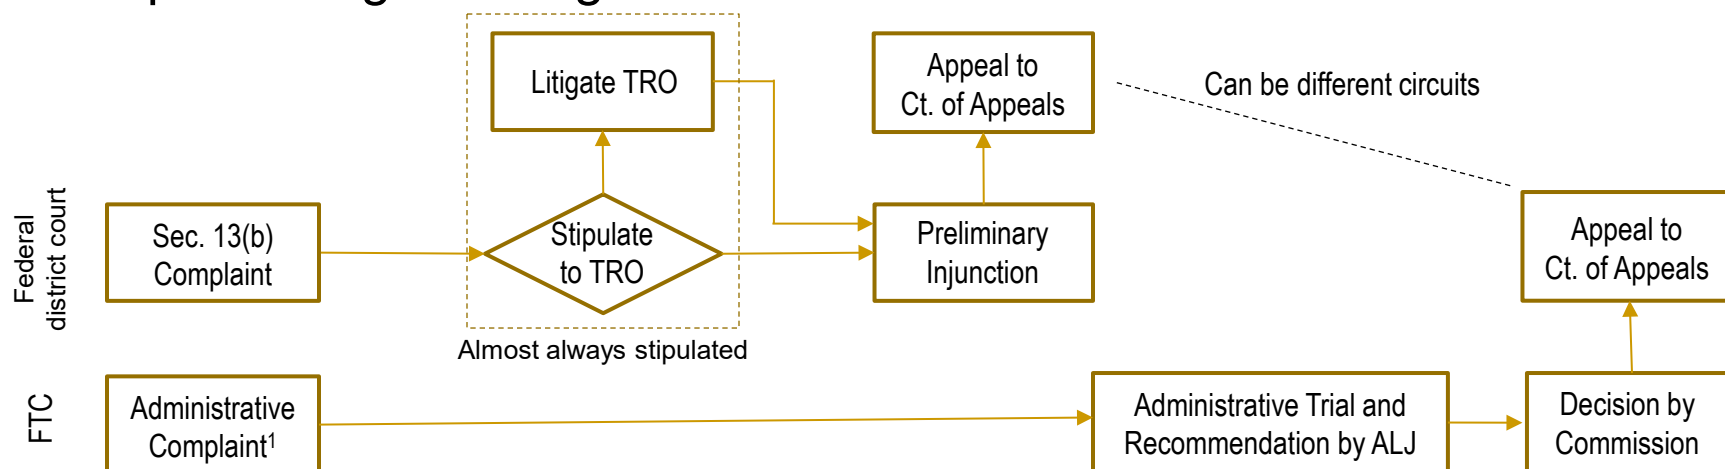 Litigate TRO
Appeal to
Ct. of Appeals
Can be different circuits
Federal
district court
Sec. 13(b)
Complaint
Stipulate
to TRO
Preliminary
Injunction
Appeal to
Ct. of Appeals
Almost always stipulated
FTC
Administrative
Complaint¹
Administrative Trial and
Recommendation by ALJ
Decision by
Commission